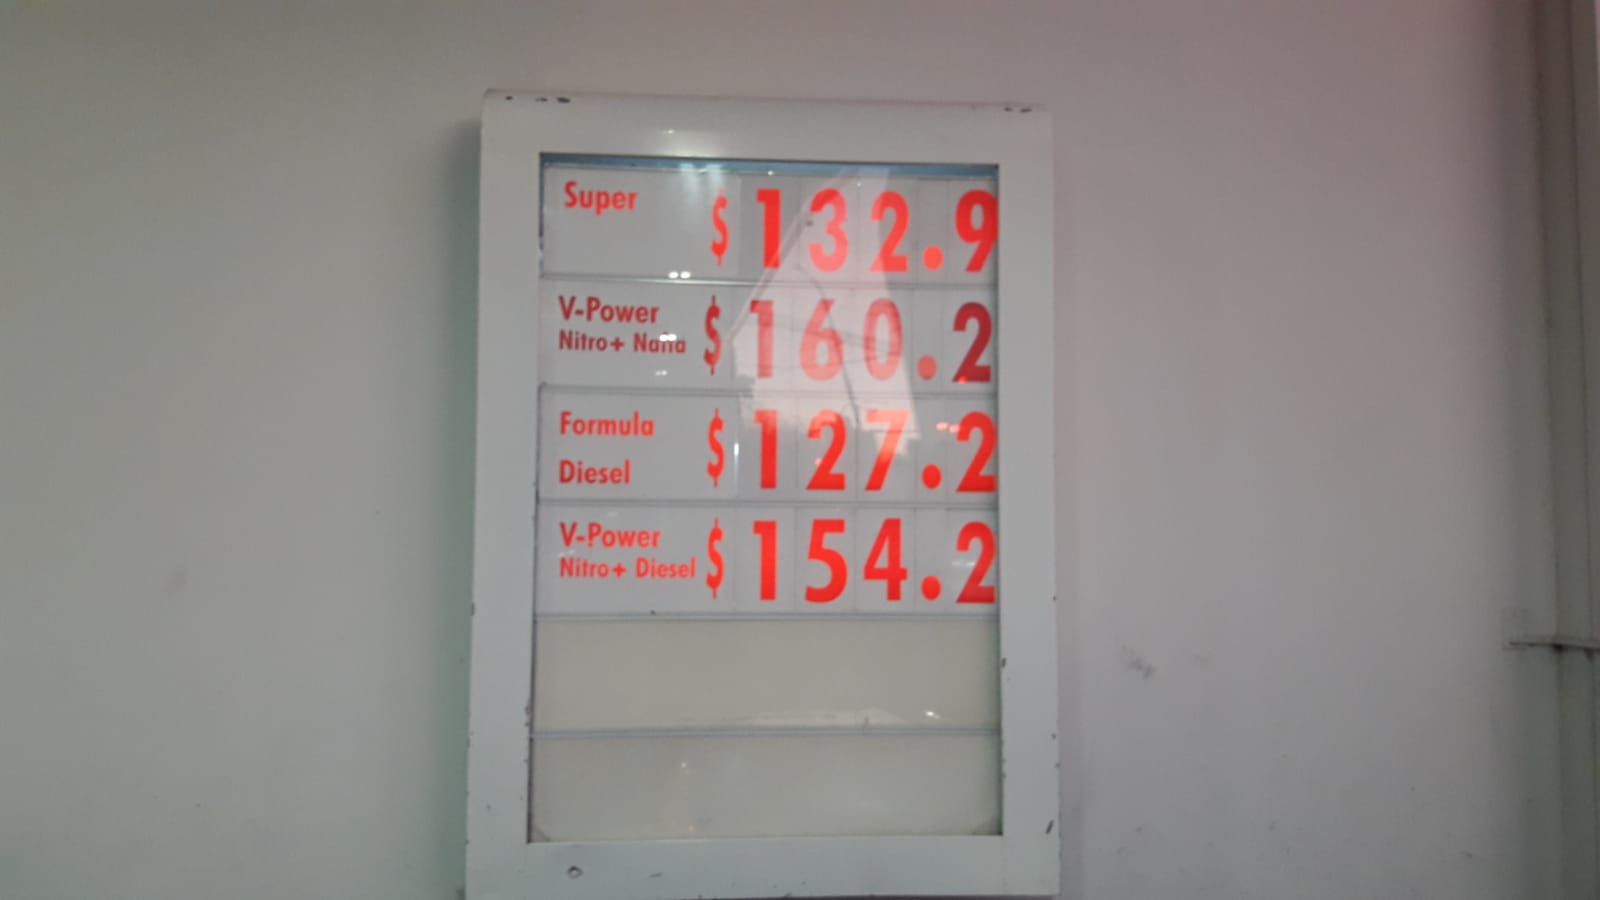 Super $ 132.9
V-Power
Nitro+ Nafta $ 160.2
Formula
Diesel $ 127.2
V-Power
Nitro+ Diesel $ 154.2